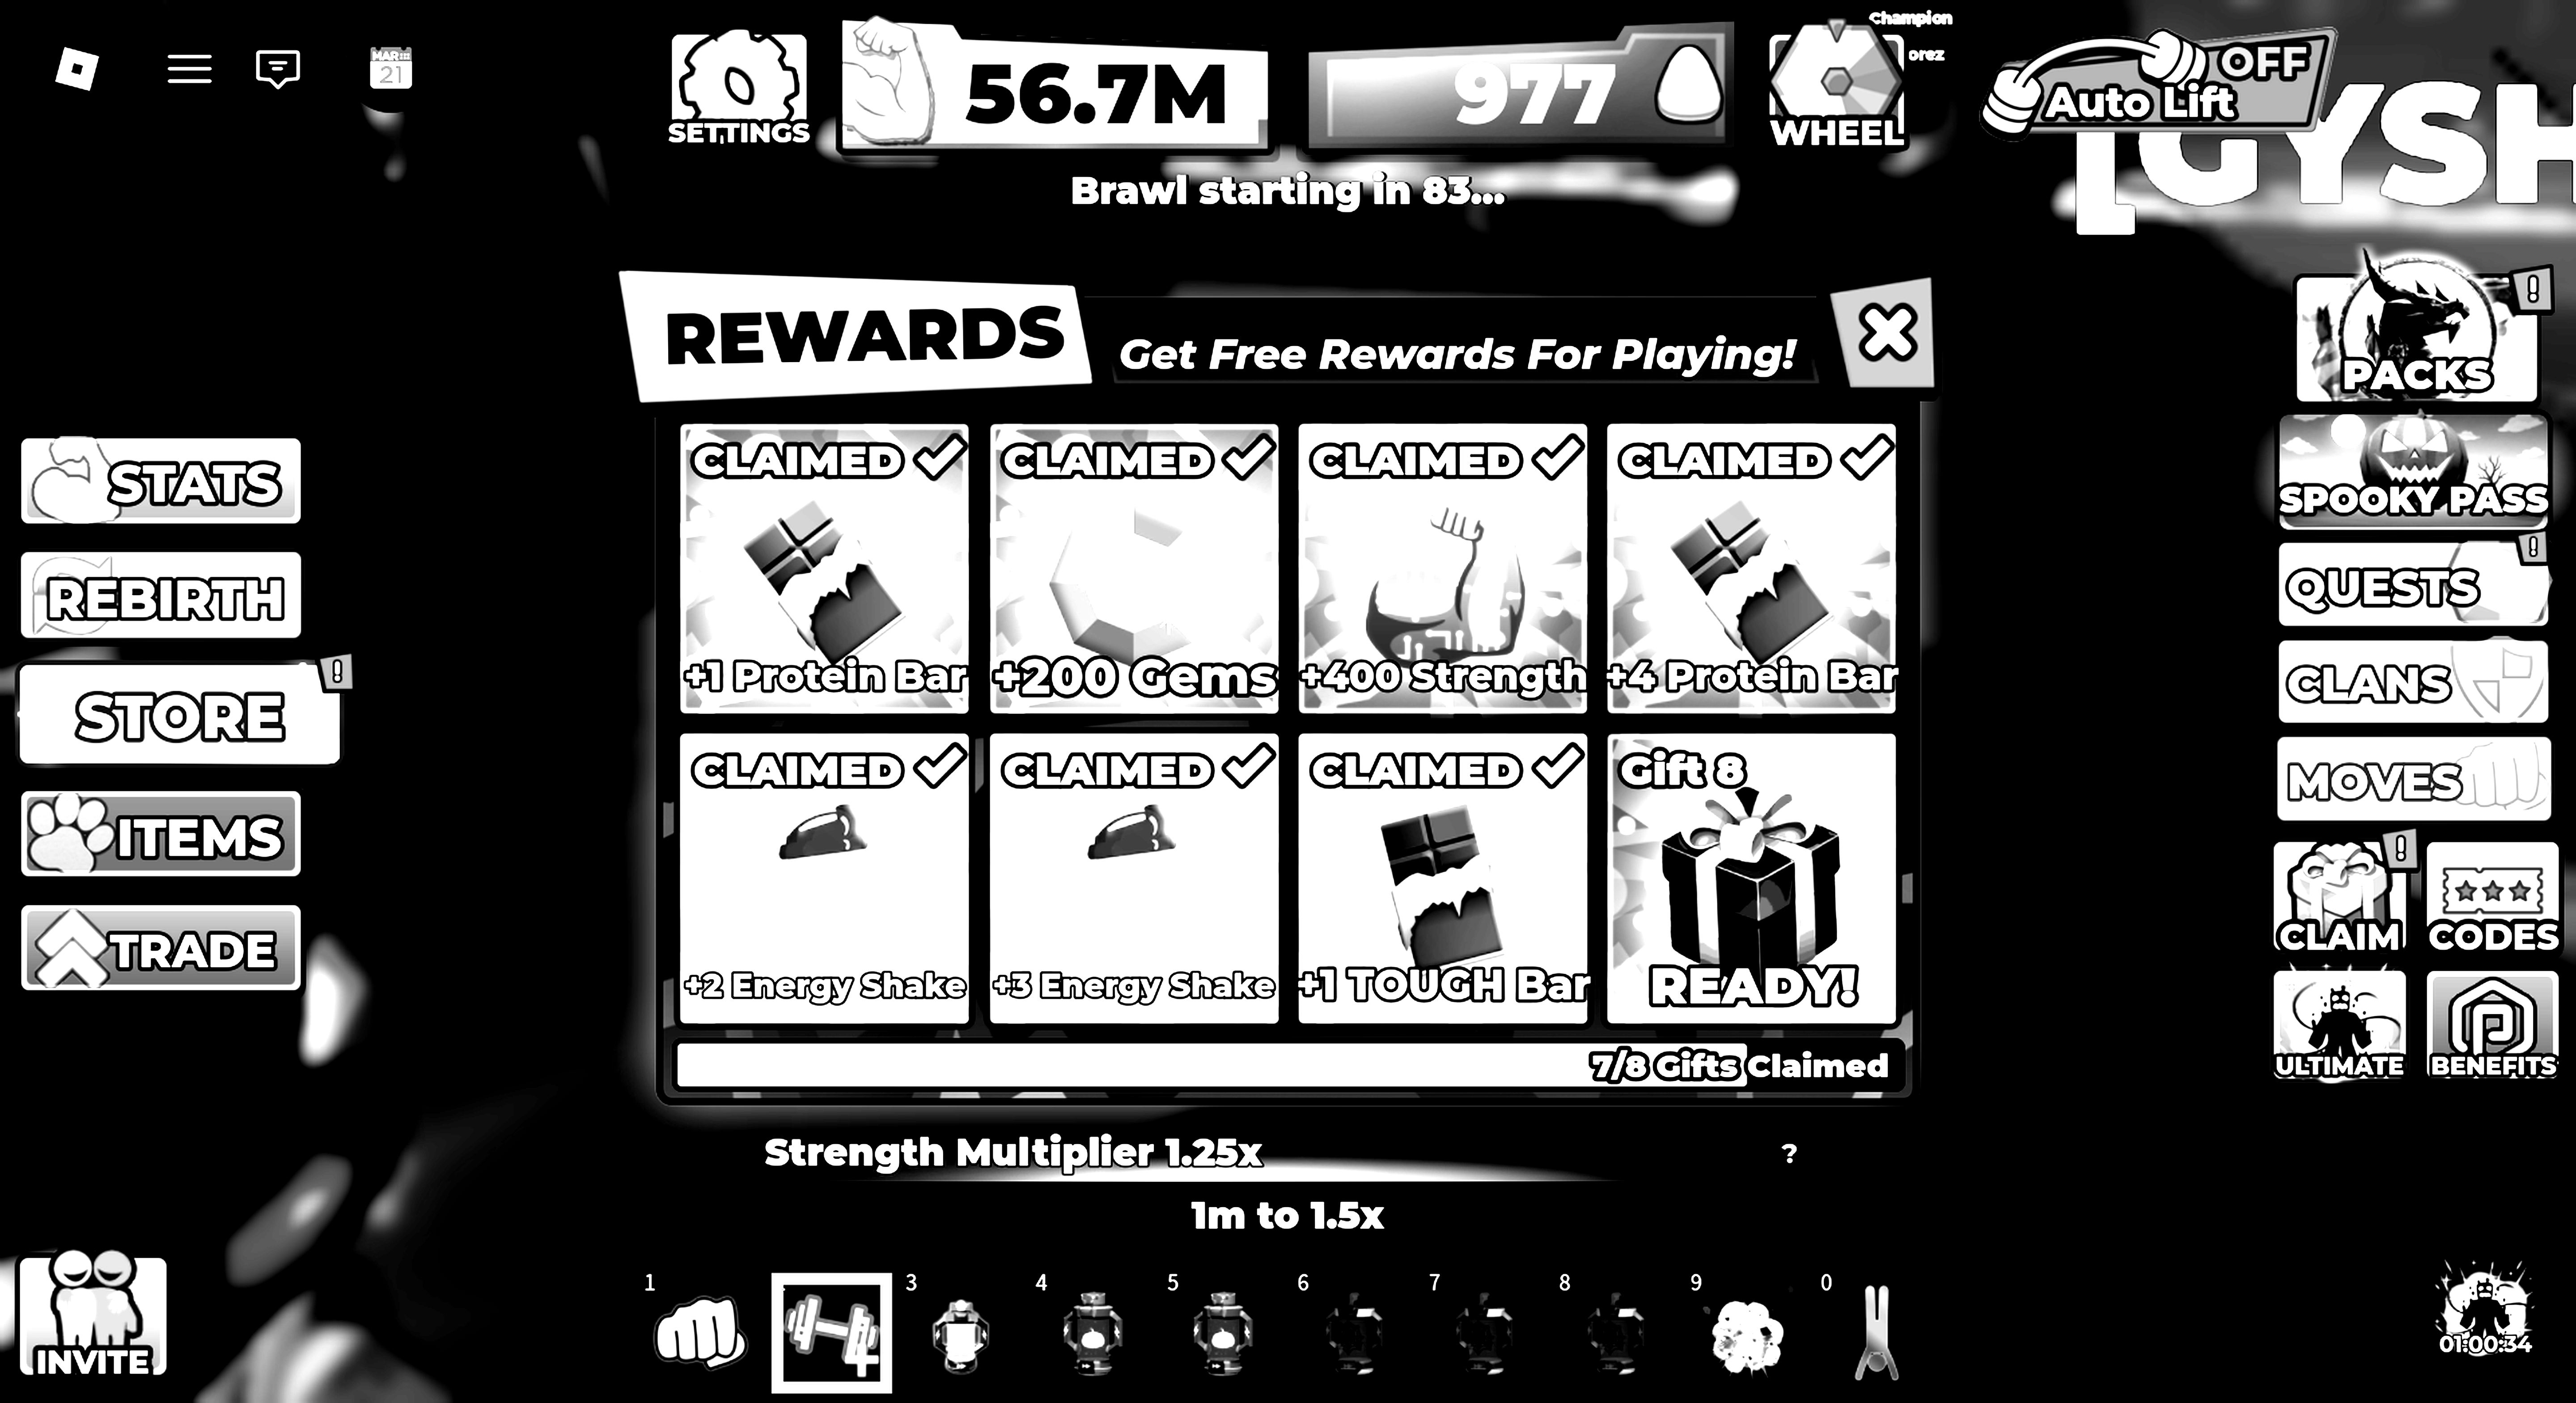 MAR
21
SETTINGS
56.7M
977
WHEEL
Champion
orez
OFF
Auto Lift
GYSH
Brawl starting in 83...
REWARDS
Get Free Rewards For Playing!
CLAIMED
+1 Protein Bar
CLAIMED
+200 Gems
CLAIMED
+400 Strength
CLAIMED
+4 Protein Bar
CLAIMED
+2 Energy Shake
CLAIMED
+3 Energy Shake
CLAIMED
+1 TOUGH Bar
Gift 8
READY!
7/8 Gifts Claimed
STATS
REBIRTH
!
STORE
ITEMS
TRADE
INVITE
!
PACKS
SPOOKY PASS
!
QUESTS
CLANS
MOVES
!
CLAIM
CODES
ULTIMATE
BENEFITS
Strength Multiplier 1.25x
?
1m to 1.5x
1
3
4
5
6
7
8
9
0
01:00:34